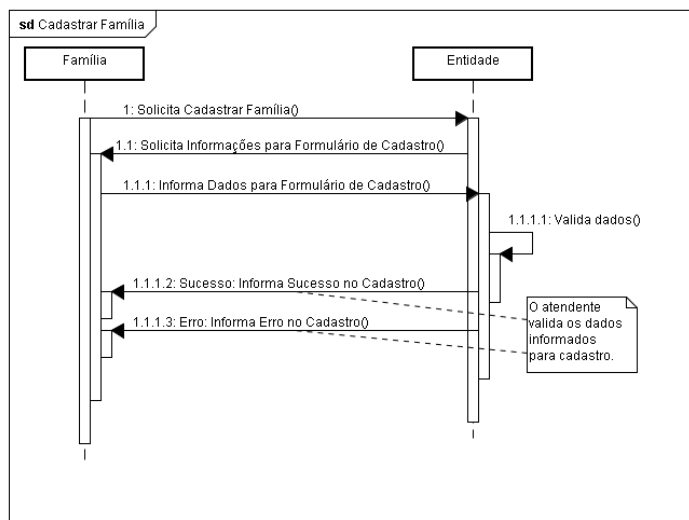 sd Cadastrar Família
Família
Entidade
1: Solicita Cadastrar Família()
1.1: Solicita Informações para Formulário de Cadastro()
1.1.1: Informa Dados para Formulário de Cadastro()
1.1.1.1: Valida dados()
1.1.1.2: Sucesso: Informa Sucesso no Cadastro()
1.1.1.3: Erro: Informa Erro no Cadastro()
O atendente
valida os dados
informados
para cadastro.